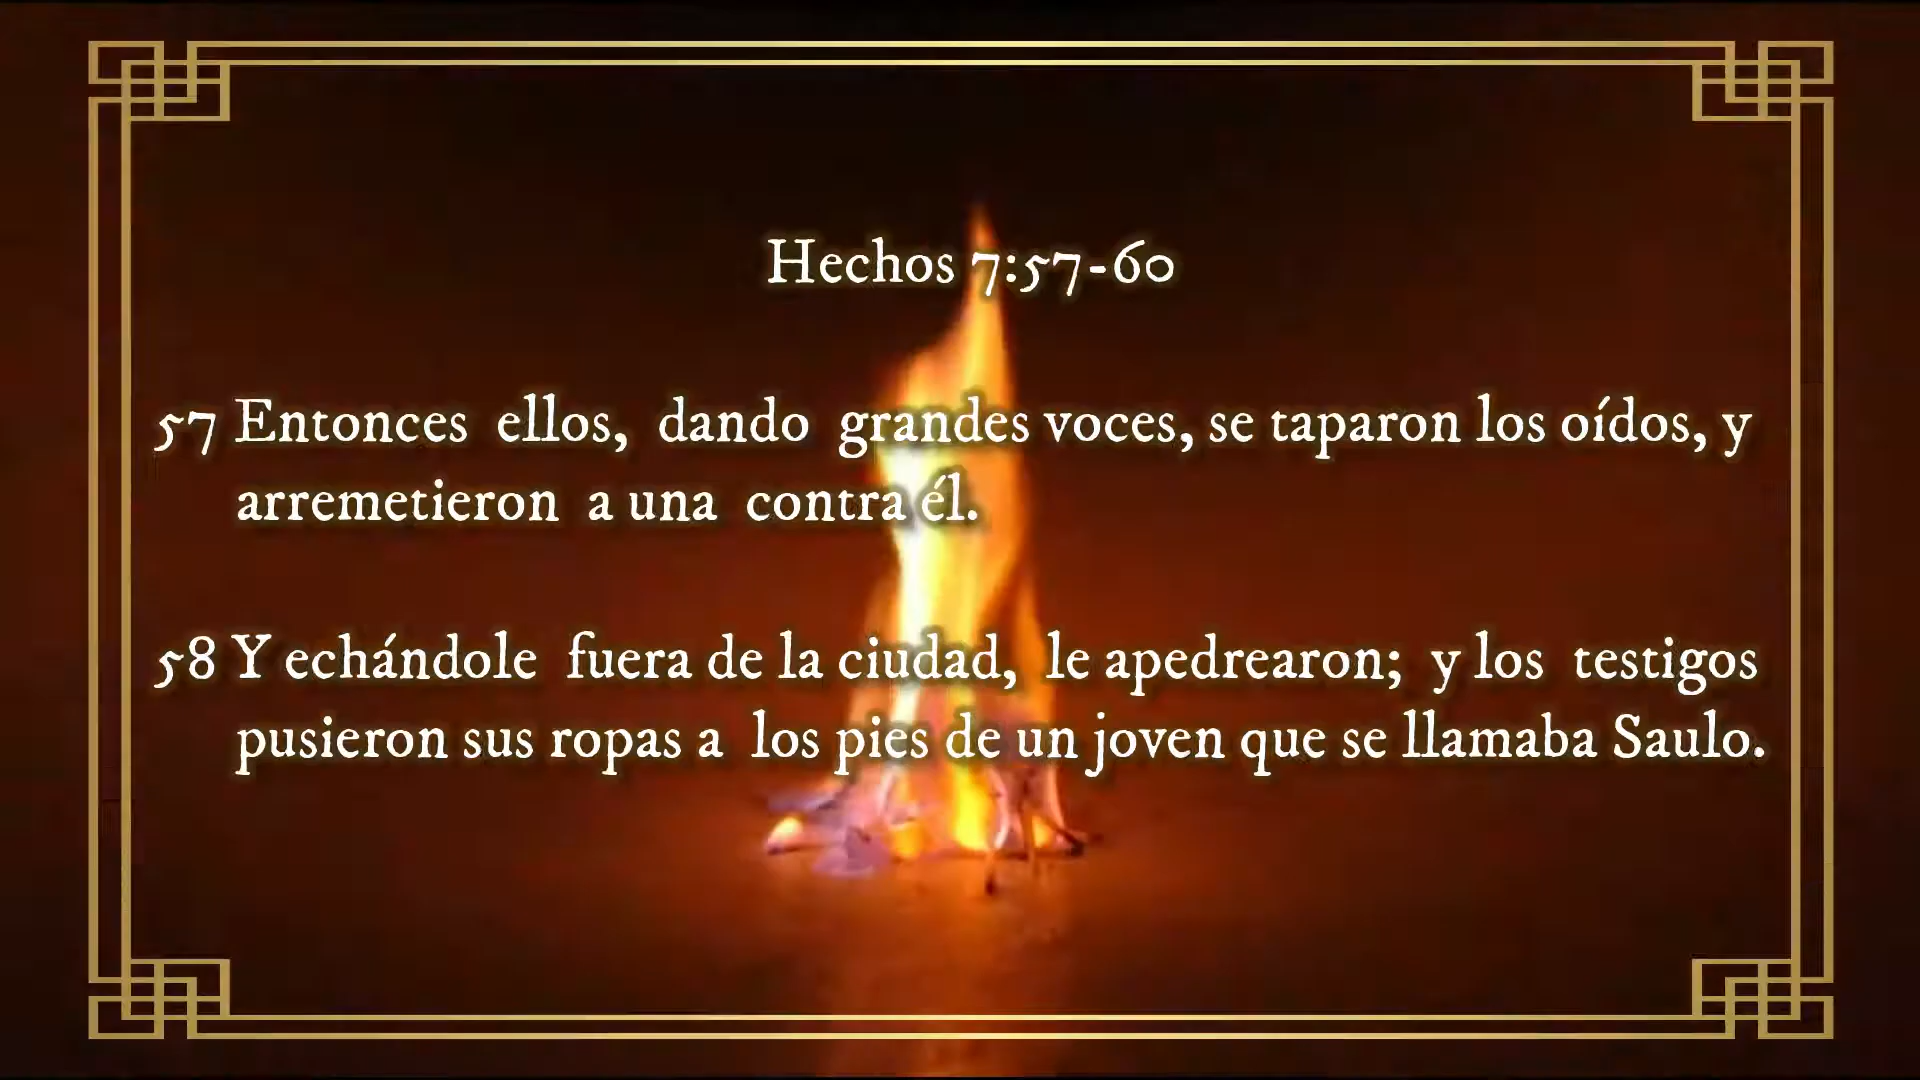 Hechos 7:57-60
57 Entonces ellos, dando grandes voces, se taparon los oídos, y
arremetieron a una contra él.
58 Y echándole fuera de la ciudad, le apedrearon; y los testigos
pusieron sus ropas a los pies de un joven que se llamaba Saulo.